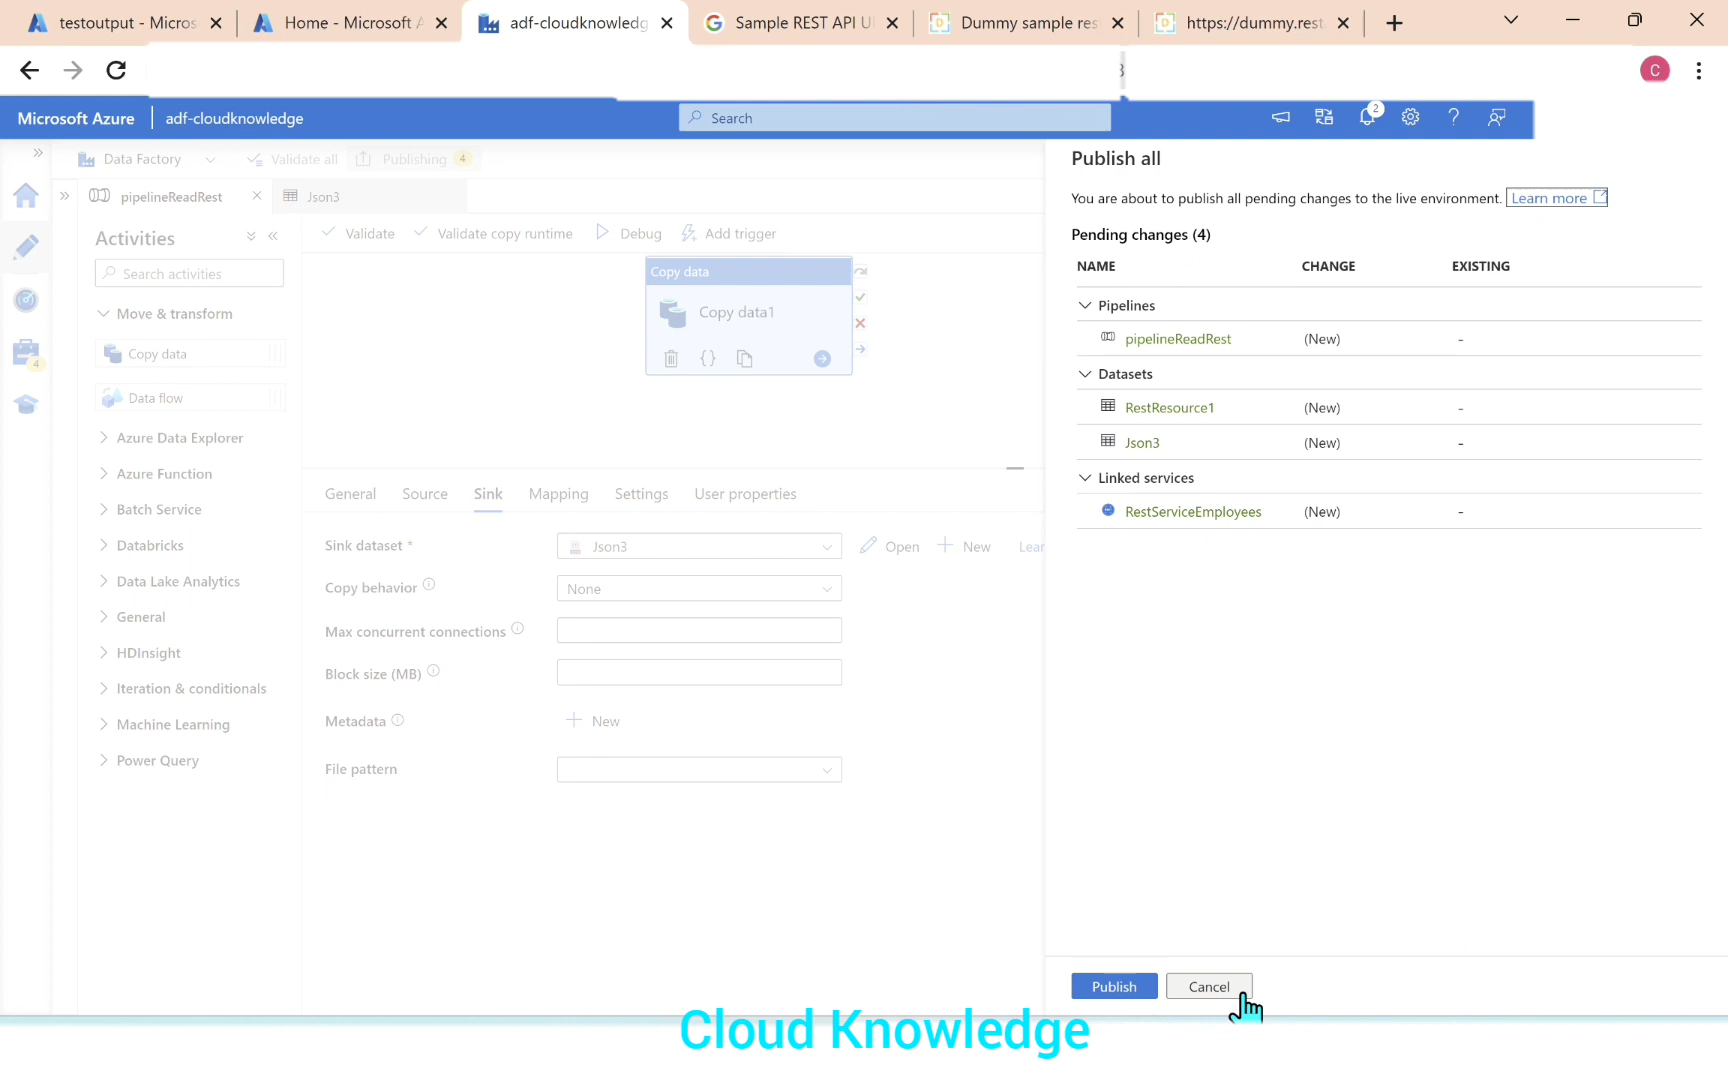 testoutput - Micros
Home - Microsoft A
adf-cloudknowledg
Sample REST API U
Dummy sample res
https://dummy.rest
C
Microsoft Azure
adf-cloudknowledge
Search
2
Data Factory
Validate all
Publishing
4
pipelineReadRest
Json3
Activities
Search activities
Move & transform
Copy data
Data flow
Azure Data Explorer
Azure Function
Batch Service
Databricks
Data Lake Analytics
General
HDInsight
Iteration & conditionals
Machine Learning
Power Query
4
Validate
Validate copy runtime
Debug
Add trigger
Copy data
Copy data1
General
Source
Sink
Mapping
Settings
User properties
Sink dataset *
Json3
Open
New
Lear
Copy behavior
None
Max concurrent connections
Block size (MB)
Metadata
New
File pattern
Publish all
You are about to publish all pending changes to the live environment. Learn more
Pending changes (4)
NAME CHANGE EXISTING
Pipelines
pipelineReadRest (New) -
Datasets
RestResource1 (New) -
Json3 (New) -
Linked services
RestServiceEmployees (New) -
Publish
Cancel
Cloud Knowledge